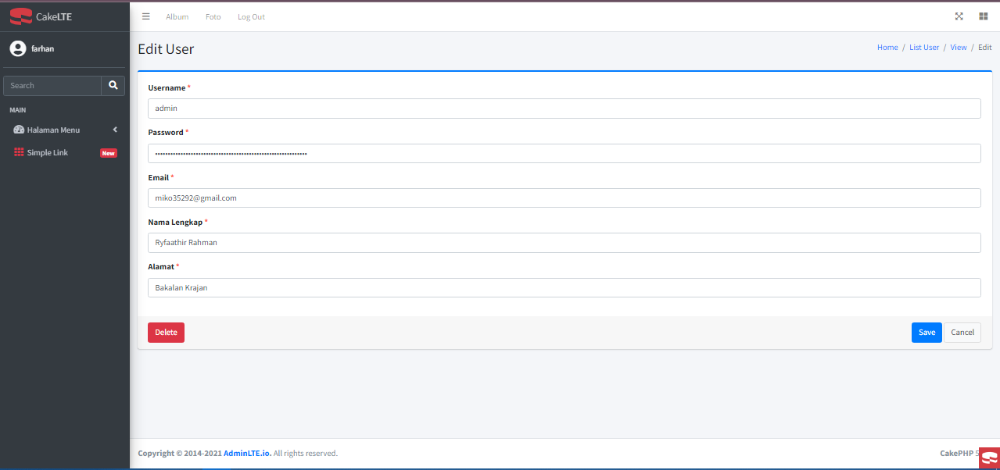 CakeLTE
Album Foto Log Out
farhan
Edit User
Home / List User / View / Edit
Search
MAIN
Halaman Menu
Simple Link New
Username *
admin
Password *
Email *
miko35292@gmail.com
Nama Lengkap *
Ryfaathir Rahman
Alamat *
Bakalan Krajan
Delete Save Cancel
Copyright © 2014-2021 AdminLTE.io. All rights reserved.
CakePHP 5